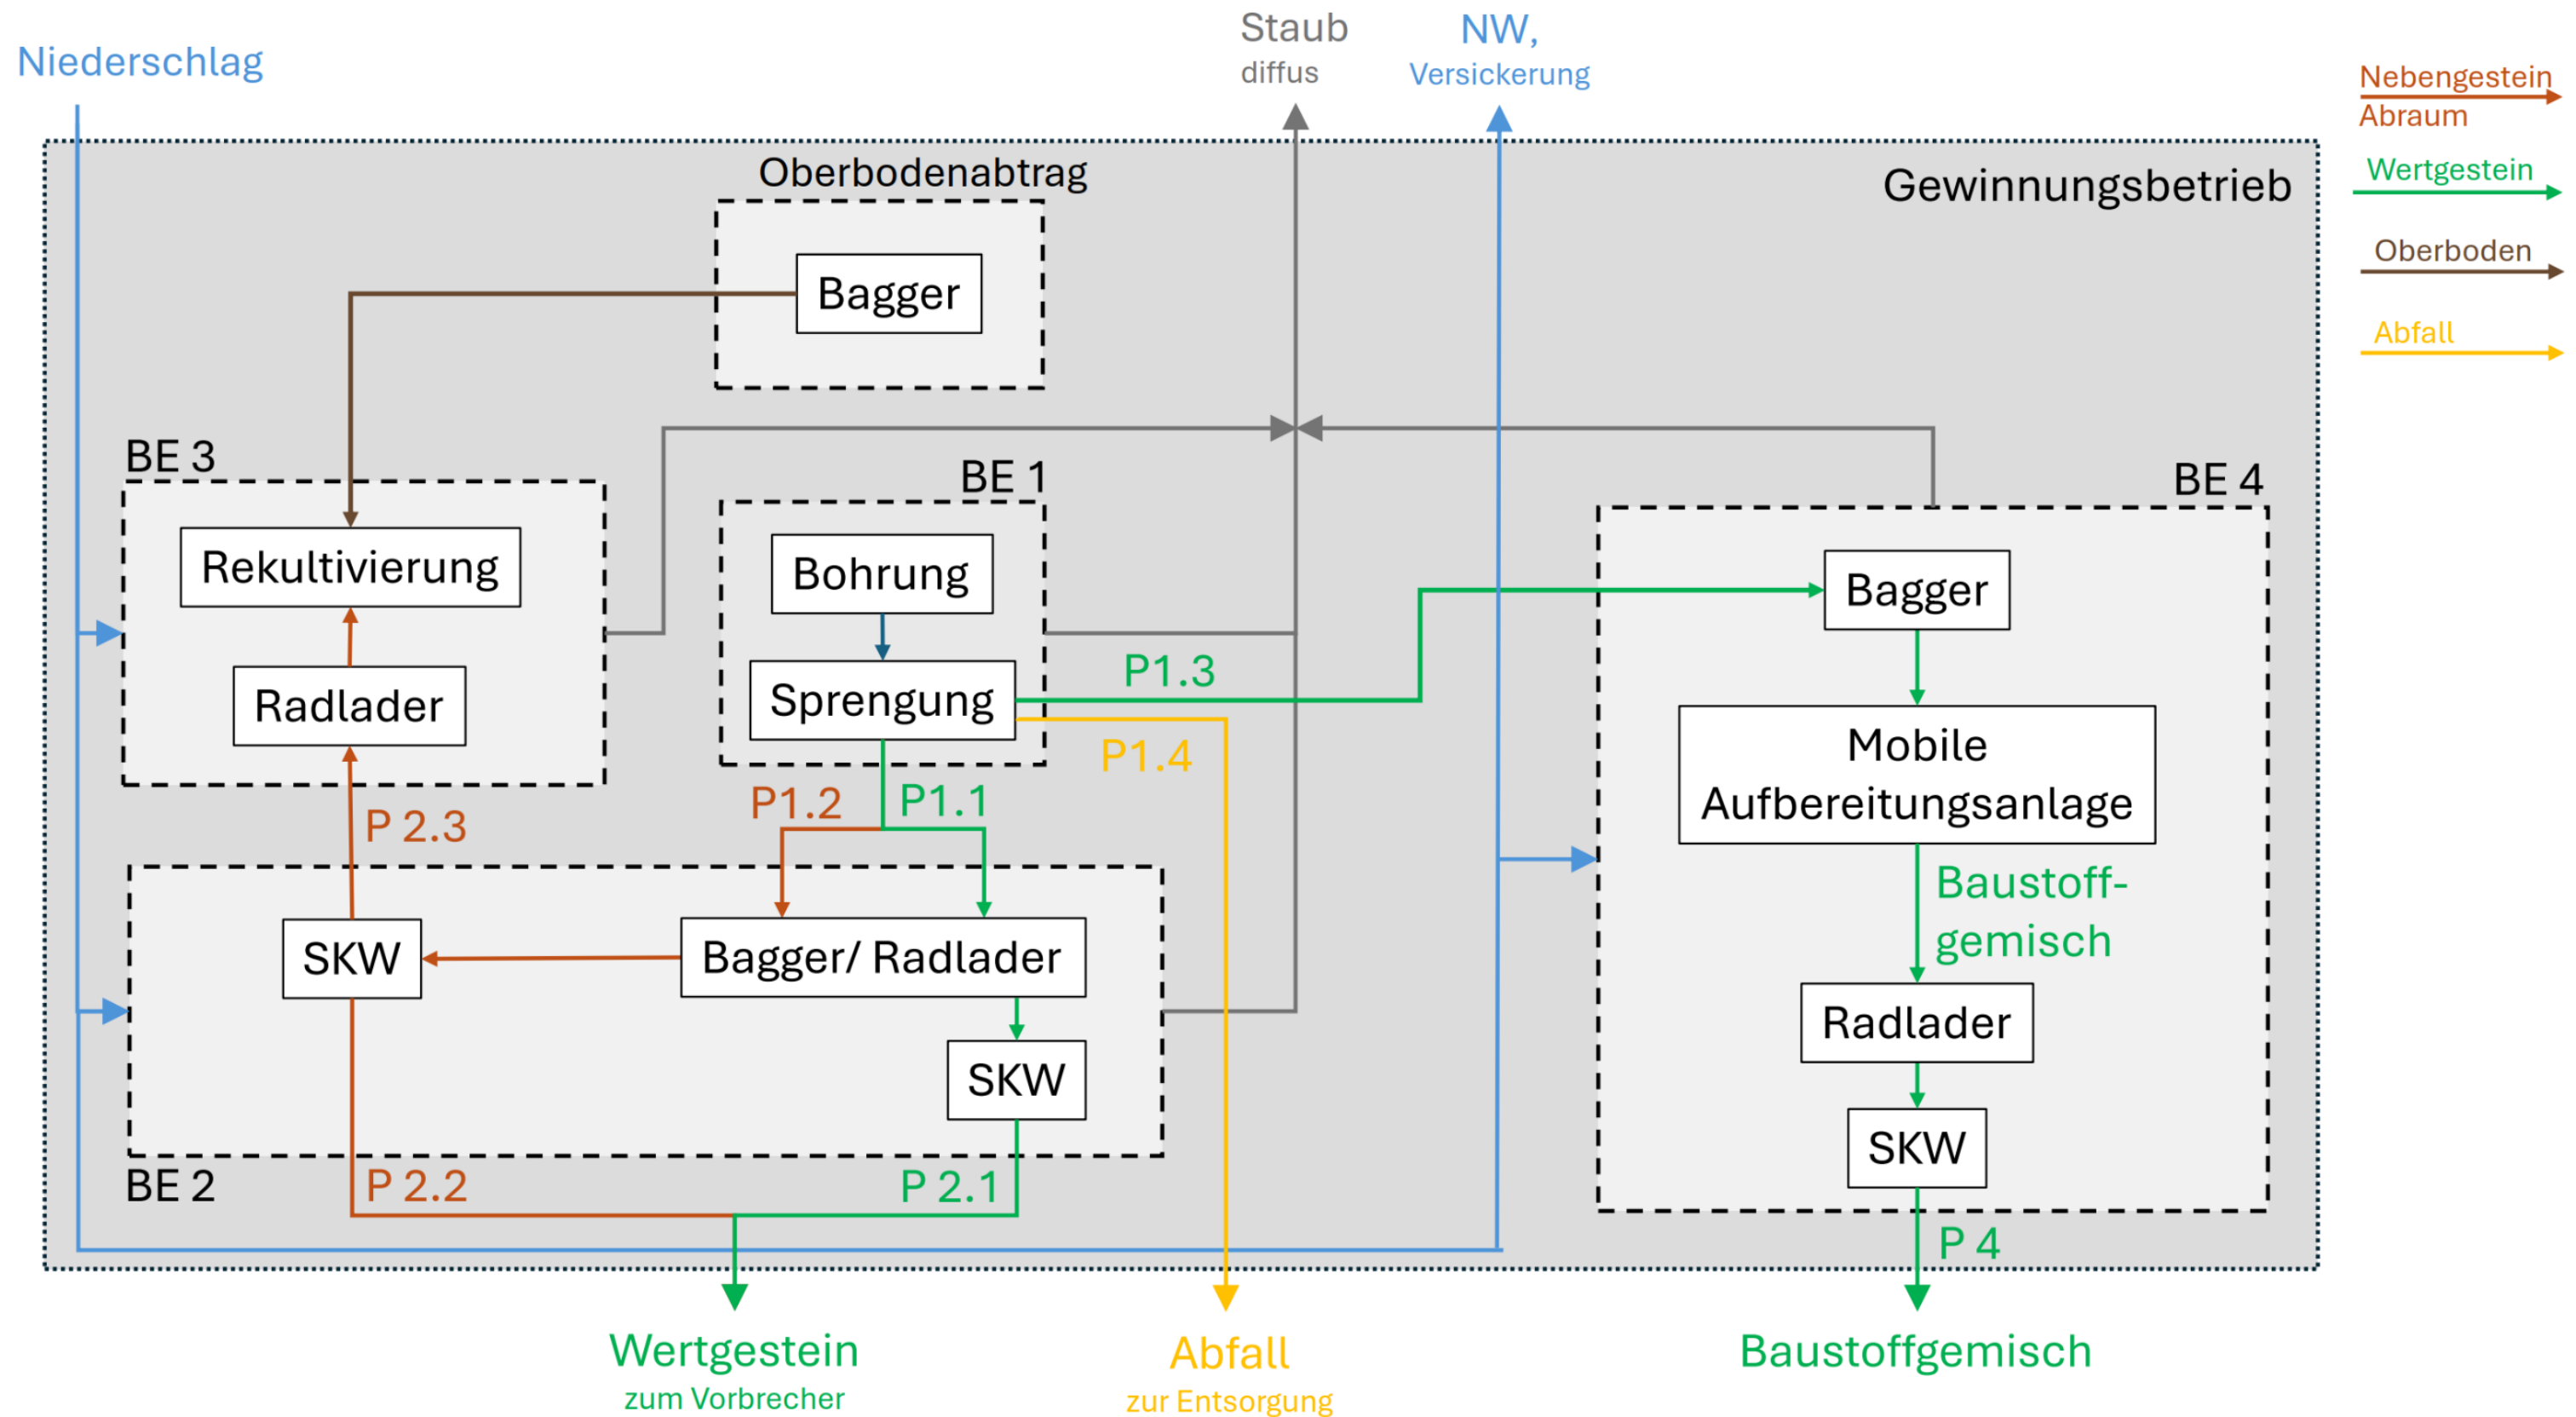 Niederschlag
Staub
diffus
NW,
Versickerung
Nebengestein
Abraum
Wertgestein
Oberboden
Abfall
Gewinnungsbetrieb
Oberbodenabtrag
Bagger
BE 3
Rekultivierung
Radlader
P 2.3
BE 1
Bohrung
Sprengung
P1.3
P1.4
P1.2
P1.1
BE 4
Bagger
Mobile
Aufbereitungsanlage
Baustoff-
gemisch
Radlader
SKW
P 4
SKW
Bagger/ Radlader
SKW
BE 2
P 2.2
P 2.1
Wertgestein
zum Vorbrecher
Abfall
zur Entsorgung
Baustoffgemisch